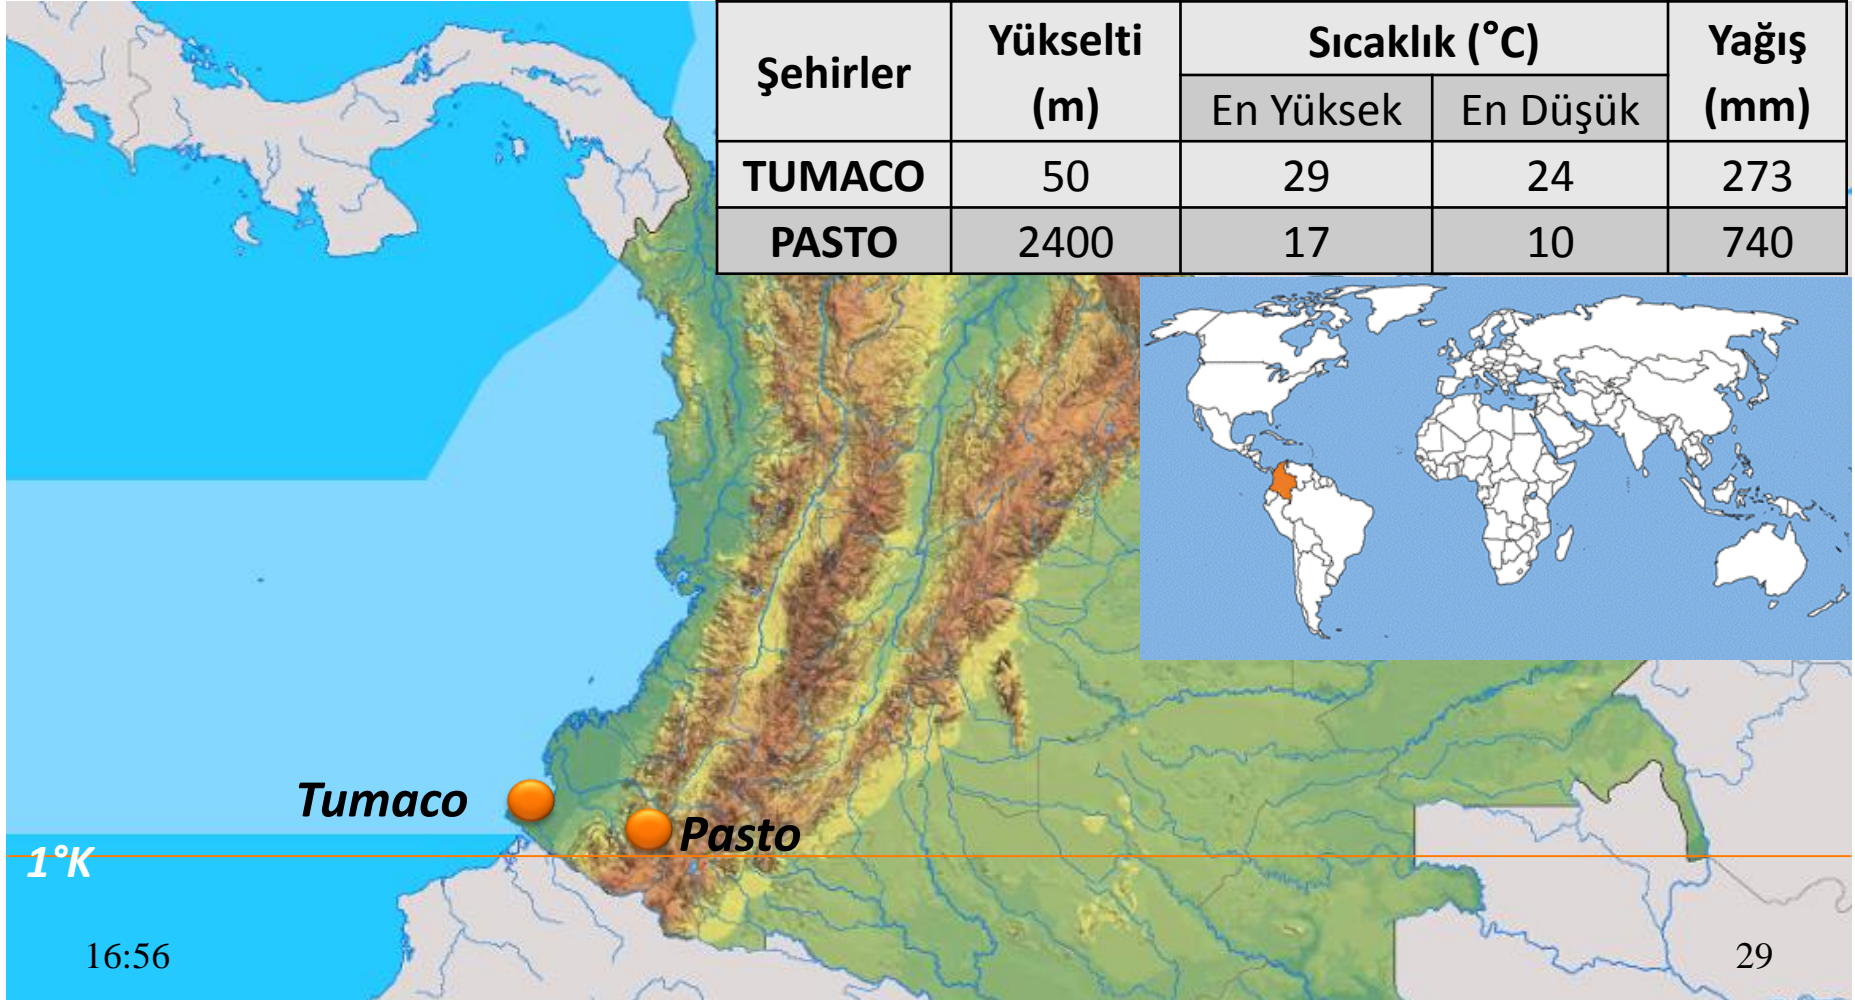 Şehirler Yükselti (m) Sıcaklık (°C) Yağış (mm)
En Yüksek En Düşük
TUMACO 50 29 24 273
PASTO 2400 17 10 740
Tumaco
Pasto
1°K
16:56
29